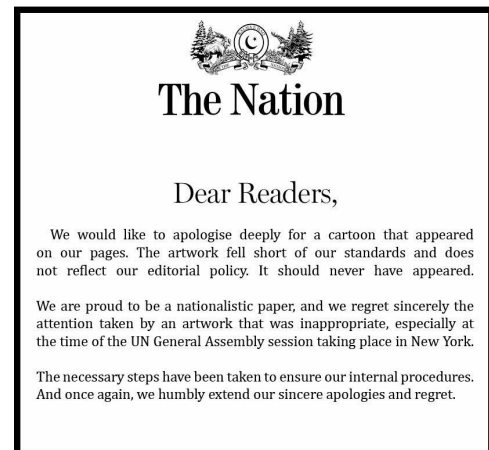 The Nation
Dear Readers,
We would like to apologise deeply for a cartoon that appeared
on our pages. The artwork fell short of our standards and does
not reflect our editorial policy. It should never have appeared.
We are proud to be a nationalistic paper, and we regret sincerely the
attention taken by an artwork that was inappropriate, especially at
the time of the UN General Assembly session taking place in New York.
The necessary steps have been taken to ensure our internal procedures.
And once again, we humbly extend our sincere apologies and regret.